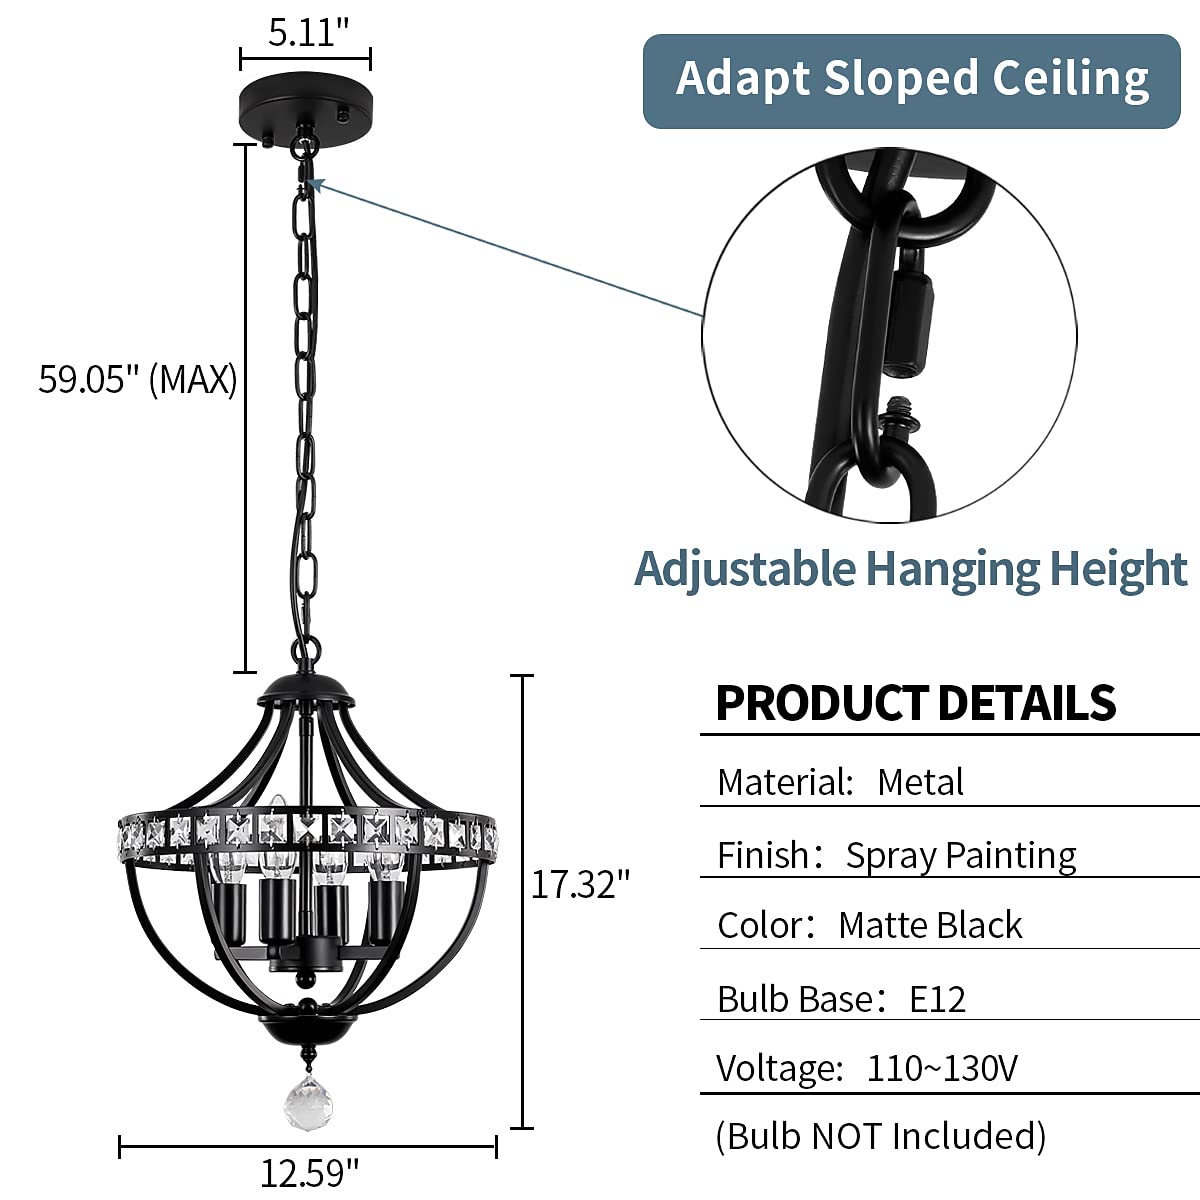 5.11"
Adapt Sloped Ceiling
59.05" (MAX)
Adjustable Hanging Height
17.32"
12.59"
PRODUCT DETAILS
Material: Metal
Finish: Spray Painting
Color: Matte Black
Bulb Base: E12
Voltage: 110~130V
(Bulb NOT Included)